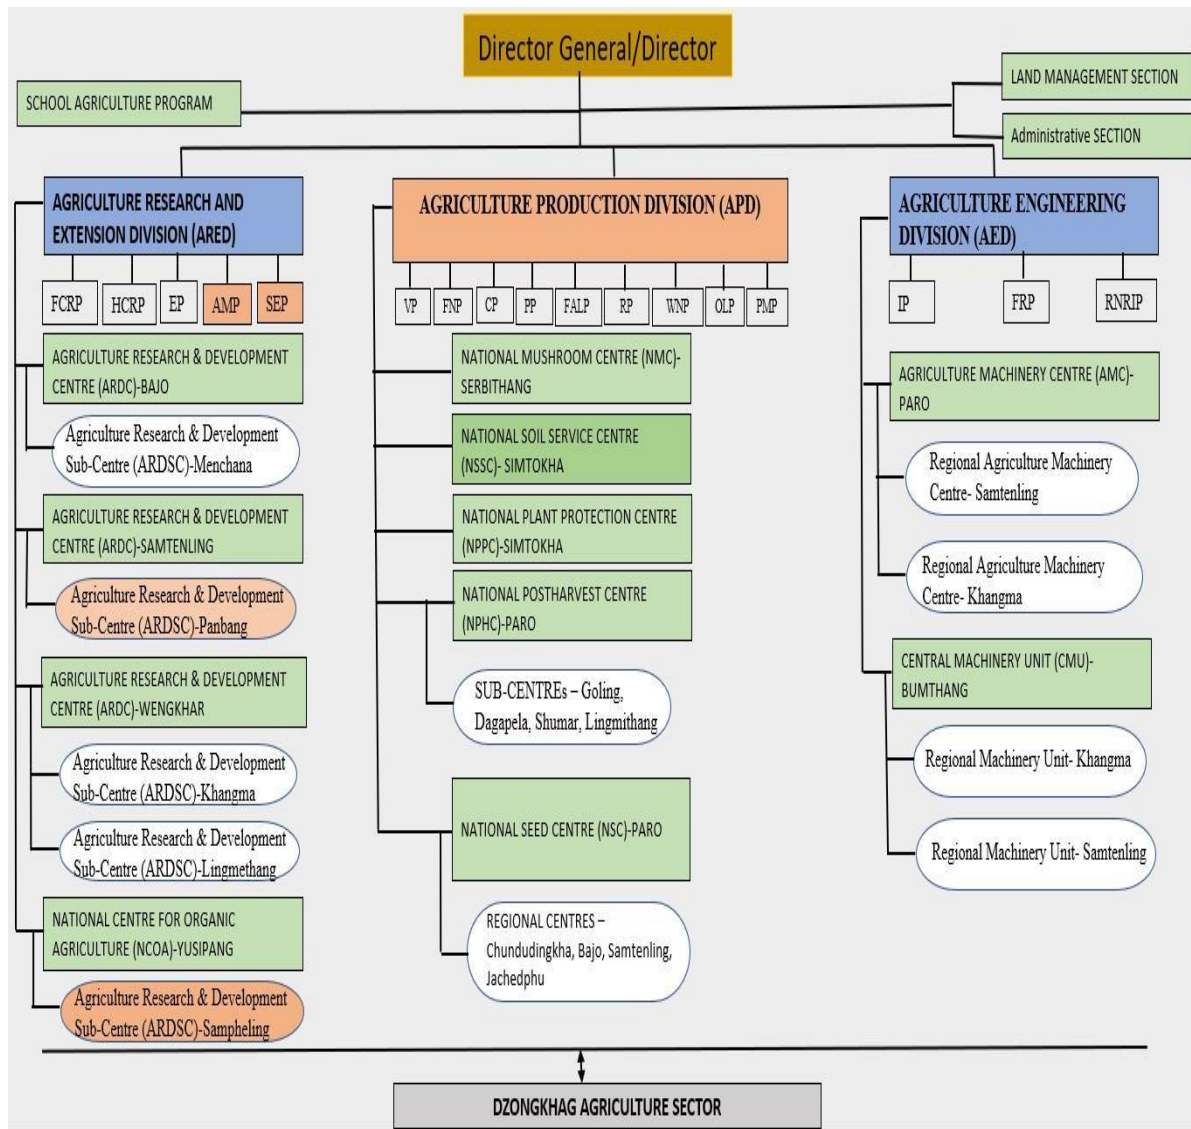 Director General/Director
SCHOOL AGRICULTURE PROGRAM
LAND MANAGEMENT SECTION
Administrative SECTION
AGRICULTURE RESEARCH AND
EXTENSION DIVISION (ARED)
FCRP
HCRP
EP
AMP
SEP
AGRICULTURE RESEARCH & DEVELOPMENT
CENTRE (ARDC)-BAJO
Agriculture Research & Development
Sub-Centre (ARDSC)-Menchana
AGRICULTURE RESEARCH & DEVELOPMENT
CENTRE (ARDC)-SAMTENLING
Agriculture Research & Development
Sub-Centre (ARDSC)-Panbang
AGRICULTURE RESEARCH & DEVELOPMENT
CENTRE (ARDC)-WENGKHAR
Agriculture Research & Development
Sub-Centre (ARDSC)-Khangma
Agriculture Research & Development
Sub-Centre (ARDSC)-Lingmethang
NATIONAL CENTRE FOR ORGANIC
AGRICULTURE (NCOA)-YUSIPANG
Agriculture Research & Development
Sub-Centre (ARDSC)-Sampheling
AGRICULTURE PRODUCTION DIVISION (APD)
VP
FNP
CP
PP
FALP
RP
WNP
OLP
PMP
NATIONAL MUSHROOM CENTRE (NMC)-
SERBITHANG
NATIONAL SOIL SERVICE CENTRE
(NSSC)- SIMTOKHA
NATIONAL PLANT PROTECTION CENTRE
(NPPC)-SIMTOKHA
NATIONAL POSTHARVEST CENTRE
(NPHC)-PARO
SUB-CENTREs – Goling,
Dagapela, Shumar, Lingmithang
NATIONAL SEED CENTRE (NSC)-PARO
REGIONAL CENTRES –
Chundudingkha, Bajo, Samtenling,
Jachedphu
AGRICULTURE ENGINEERING
DIVISION (AED)
IP
FRP
RNRIP
AGRICULTURE MACHINERY CENTRE (AMC)-
PARO
Regional Agriculture Machinery
Centre- Samtenling
Regional Agriculture Machinery
Centre- Khangma
CENTRAL MACHINERY UNIT (CMU)-
BUMTHANG
Regional Machinery Unit- Khangma
Regional Machinery Unit- Samtenling
DZONGKHAG AGRICULTURE SECTOR